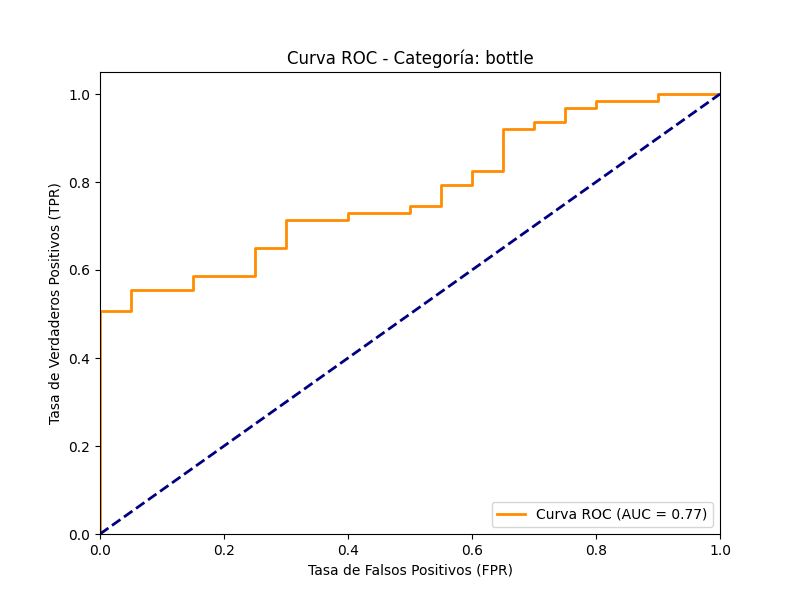 Curva ROC - Categoría: bottle
Tasa de Verdaderos Positivos (TPR)
1.0
0.8
0.6
0.4
0.2
0.0
0.0 0.2 0.4 0.6 0.8 1.0
Tasa de Falsos Positivos (FPR)
Curva ROC (AUC = 0.77)